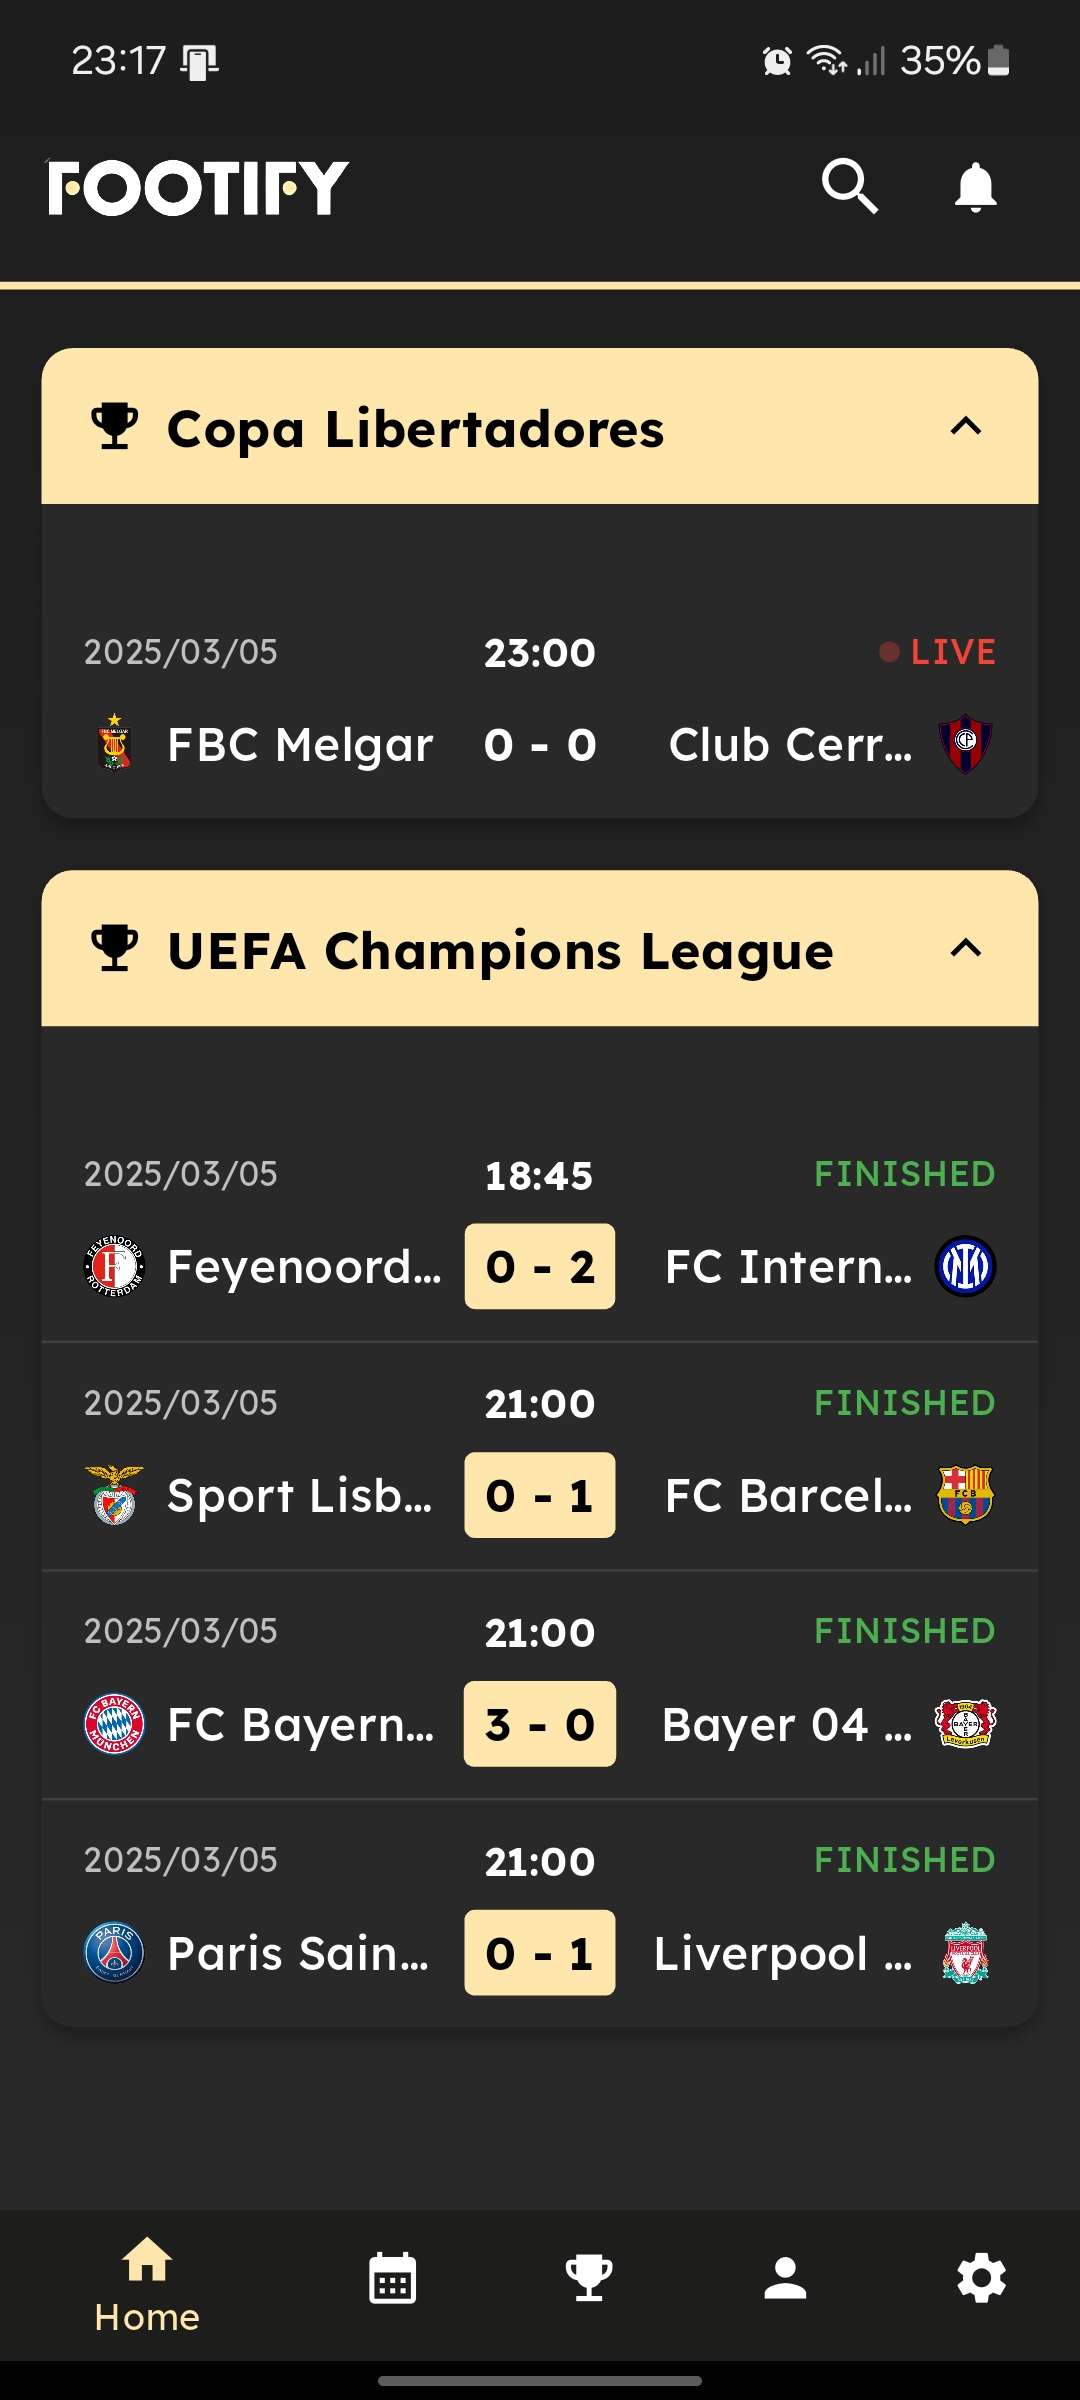 23:17 35%
FOOTIFY
Copa Libertadores
2025/03/05 23:00 LIVE
FBC Melgar 0 - 0 Club Cerr...
UEFA Champions League
2025/03/05 18:45 FINISHED
Feyenoord... 0 - 2 FC Intern...
2025/03/05 21:00 FINISHED
Sport Lisb... 0 - 1 FC Barcel...
2025/03/05 21:00 FINISHED
FC Bayern... 3 - 0 Bayer 04 ...
2025/03/05 21:00 FINISHED
Paris Sain... 0 - 1 Liverpool ...
Home